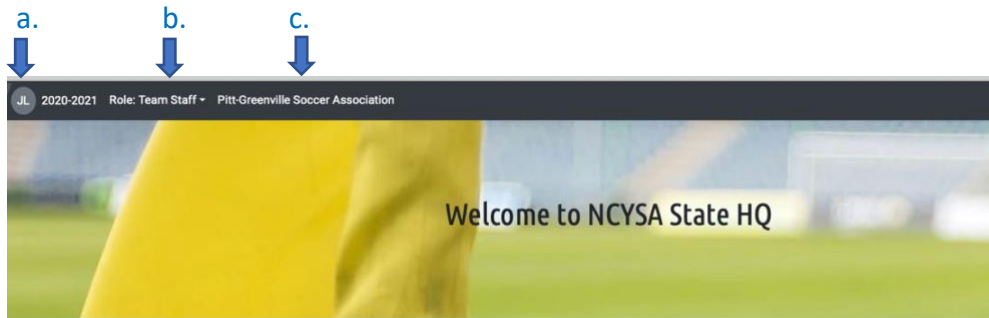 a. b. c.
JL 2020-2021 Role: Team Staff Pitt-Greenville Soccer Association
Welcome to NCYSA State HQ